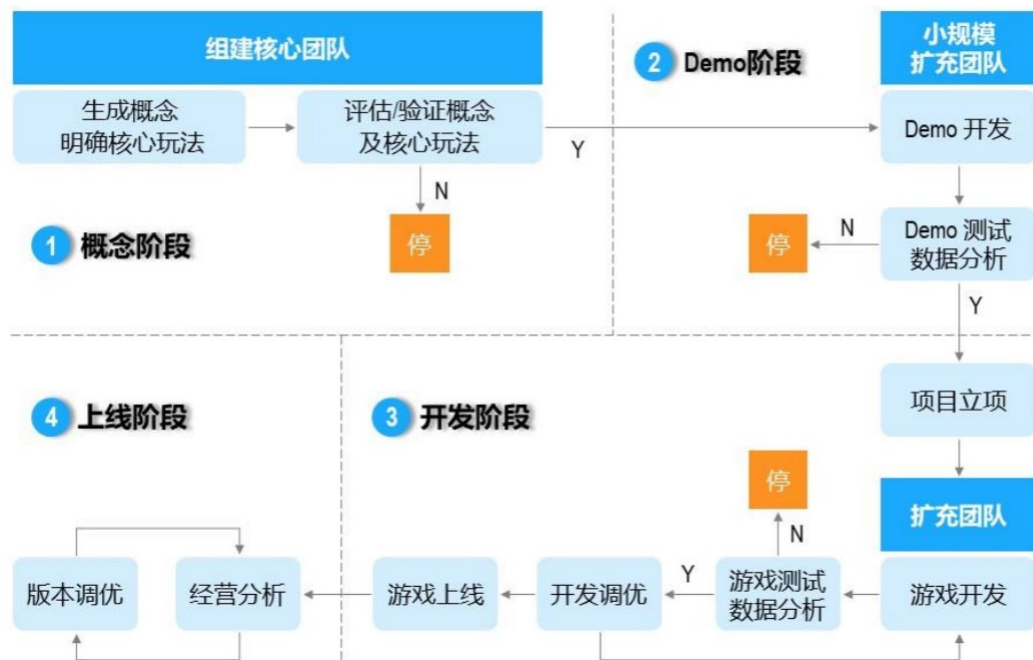 组建核心团队
生成概念
明确核心玩法
评估/验证概念
及核心玩法
Y
N
停
1 概念阶段
2 Demo阶段
小规模
扩充团队
Demo 开发
Demo 测试
数据分析
N
停
Y
项目立项
3 开发阶段
扩充团队
游戏开发
游戏测试
数据分析
N
停
Y
开发调优
游戏上线
4 上线阶段
经营分析
版本调优